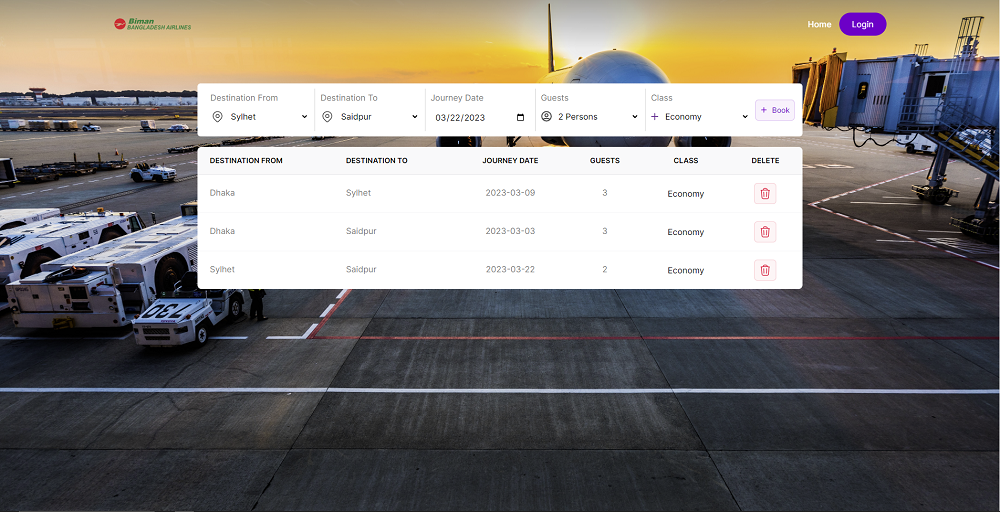 Biman
BANGLADESH AIRLINES
Home Login
Destination From Destination To Journey Date Guests Class
Sylhet Saidpur 03/22/2023 2 Persons + Economy + Book
DESTINATION FROM DESTINATION TO JOURNEY DATE GUESTS CLASS DELETE
Dhaka Sylhet 2023-03-09 3 Economy
Dhaka Saidpur 2023-03-03 3 Economy
Sylhet Saidpur 2023-03-22 2 Economy